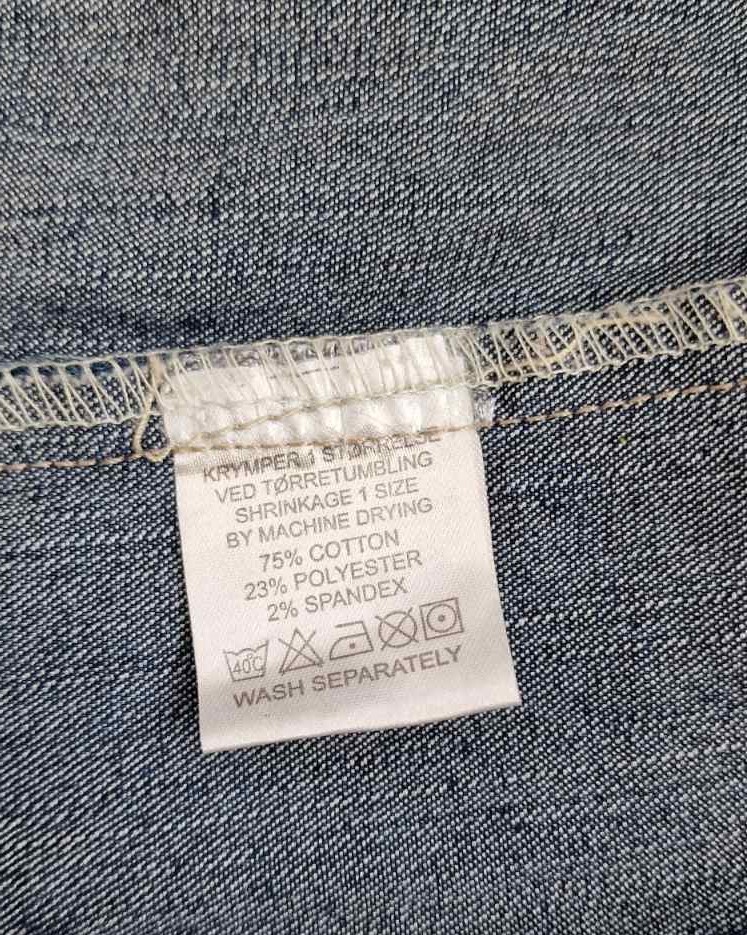 KRYMPER 1 STØRRELSE
VED TØRRETUMBLING
SHRINKAGE 1 SIZE
BY MACHINE DRYING
75% COTTON
23% POLYESTER
2% SPANDEX
40C
WASH SEPARATELY